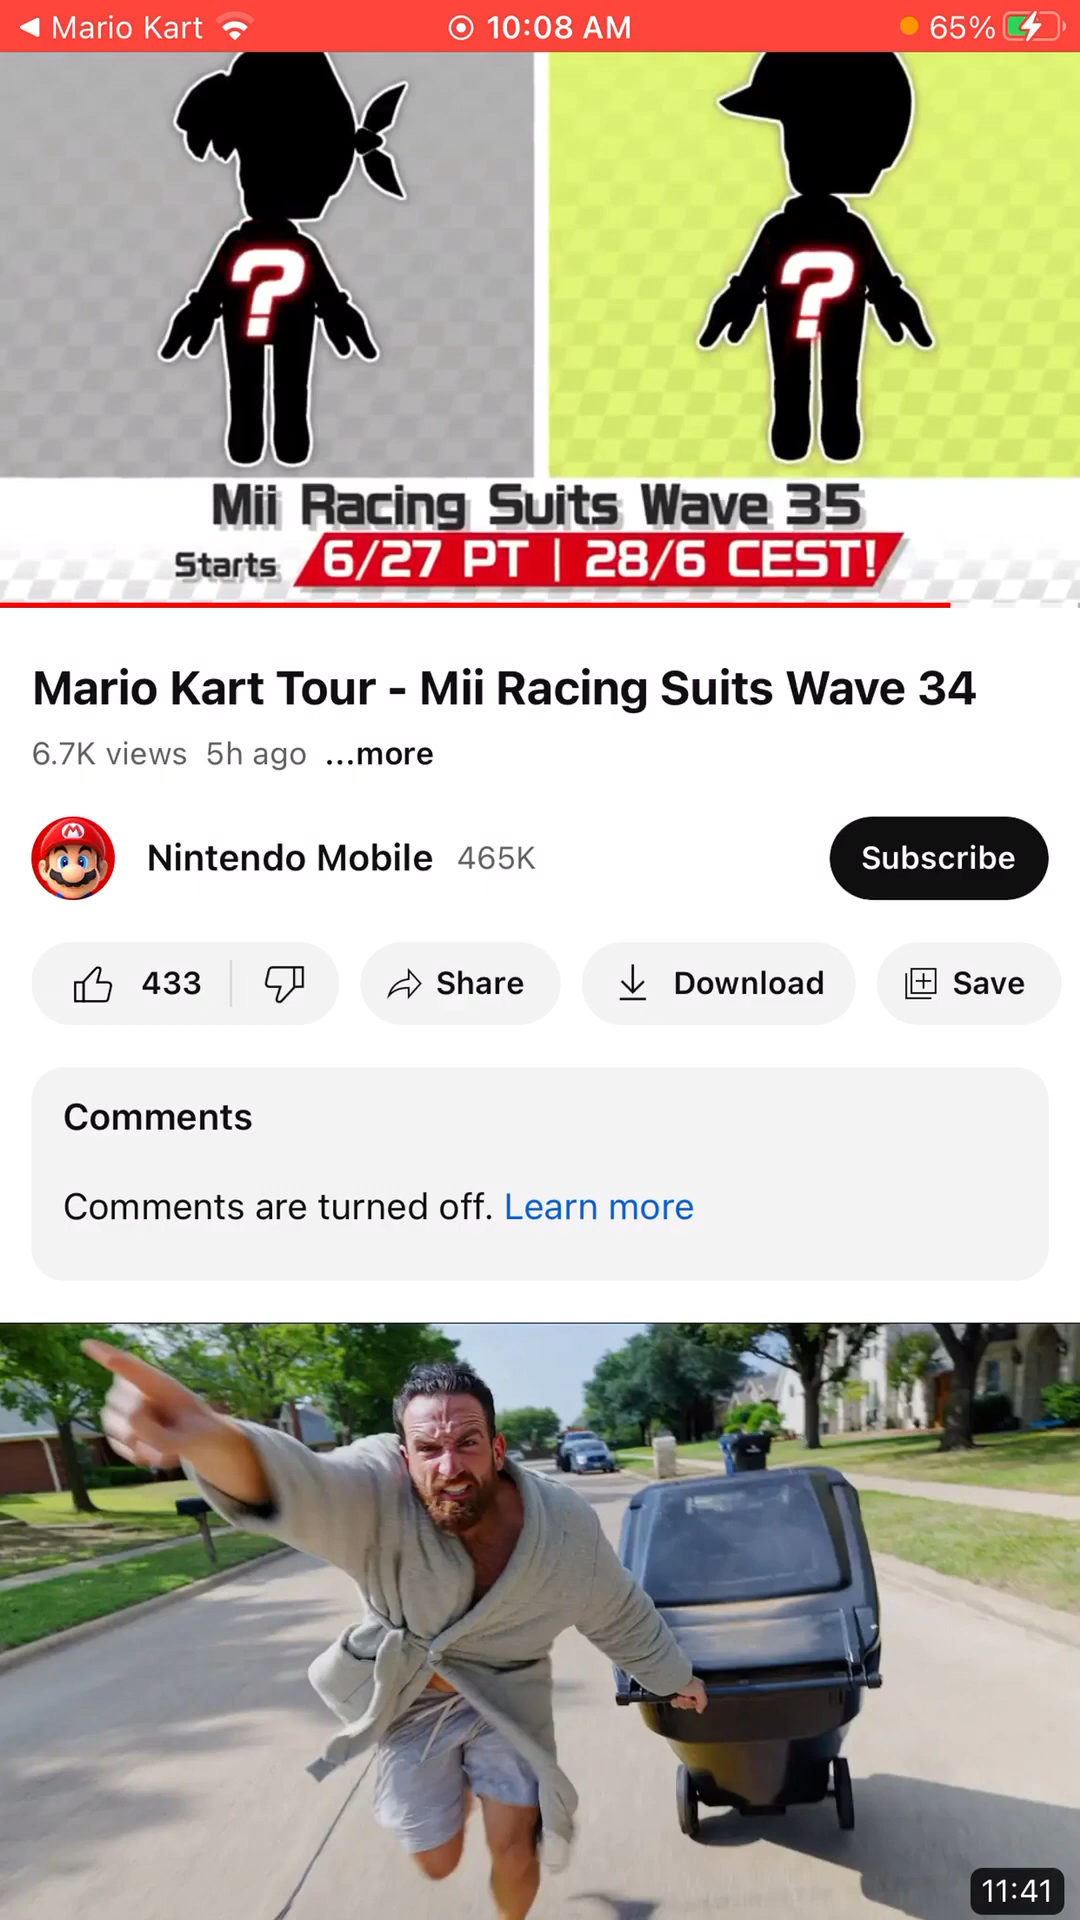 Mario Kart 10:08 AM 65%
? ?
Mii Racing Suits Wave 35
Starts 6/27 PT | 28/6 CEST!
Mario Kart Tour - Mii Racing Suits Wave 34
6.7K views 5h ago ...more
M
Nintendo Mobile 465K Subscribe
433 Share Download Save
Comments
Comments are turned off. Learn more
11:41